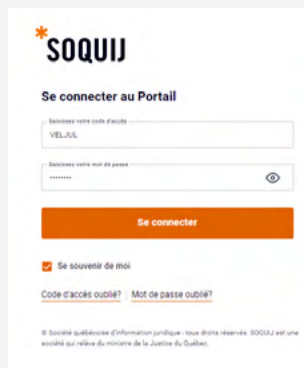 *SOQUIJ
Se connecter au Portail
Saisissez votre code d'accès
VELJUL
Saisissez votre mot de passe
········
Se connecter
Se souvenir de moi
Code d'accès oublié? | Mot de passe oublié?
© Société québécoise d'information juridique - tous droits réservés. SOQUIJ est une
société qui relève du ministre de la Justice du Québec.